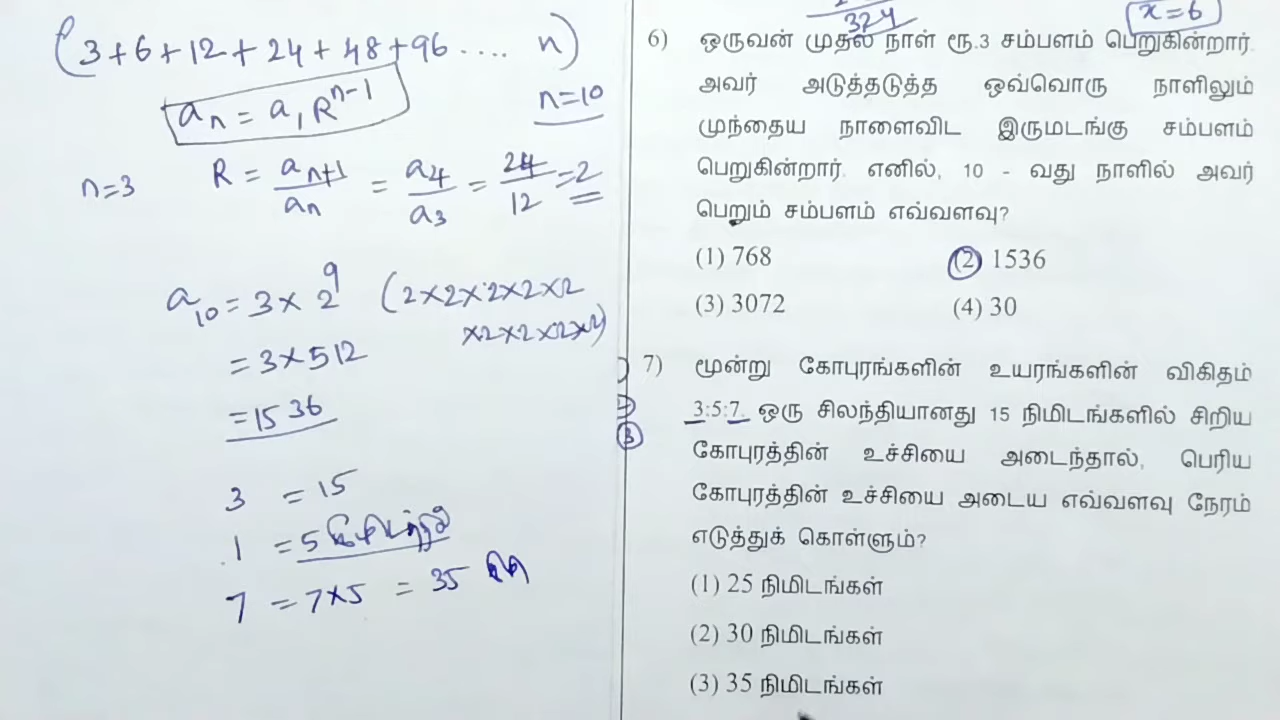 (3+6+12+24+48+96 .... n)
aₙ = a₁Rⁿ⁻¹
n=10
n=3
R = aₙ₊₁/aₙ = a₄/a₃ = 24/12 = 2
a₁₀ = 3 × 2⁹ (2×2×2×2×2
×2×2×2×2)
= 3×512
= 1536
3 = 15
1 = 5
7 = 7×5 = 35
324
x=6
6) ஒருவன் முதல் நாள் ரூ.3 சம்பளம் பெறுகின்றார்.
அவர் அடுத்தடுத்த ஒவ்வொரு நாளிலும்
முந்தைய நாளைவிட இருமடங்கு சம்பளம்
பெறுகின்றார். எனில், 10 - வது நாளில் அவர்
பெறும் சம்பளம் எவ்வளவு?
(1) 768 (2) 1536
(3) 3072 (4) 30
7) மூன்று கோபுரங்களின் உயரங்களின் விகிதம்
3:5:7. ஒரு சிலந்தியானது 15 நிமிடங்களில் சிறிய
கோபுரத்தின் உச்சியை அடைந்தால், பெரிய
கோபுரத்தின் உச்சியை அடைய எவ்வளவு நேரம்
எடுத்துக் கொள்ளும்?
(1) 25 நிமிடங்கள்
(2) 30 நிமிடங்கள்
(3) 35 நிமிடங்கள்